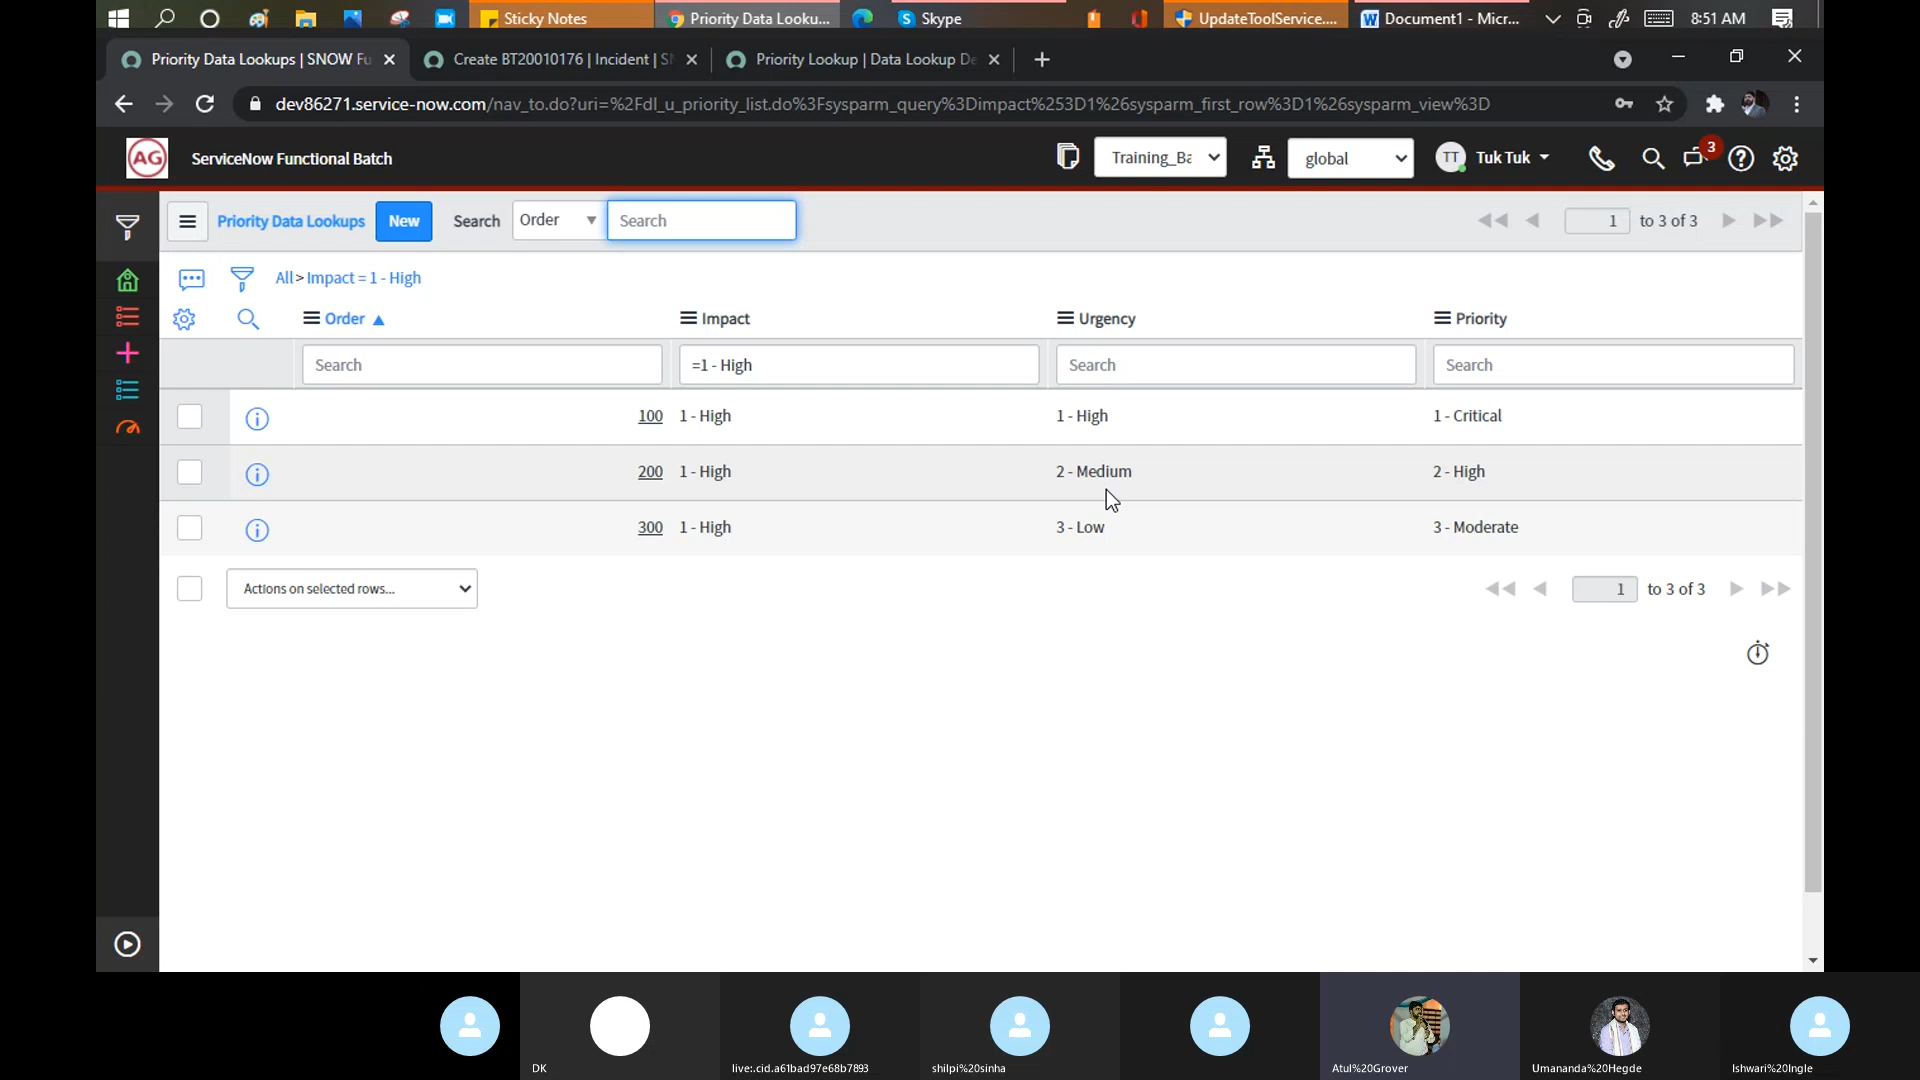 Sticky Notes
Priority Data Looku...
Skype
UpdateToolService....
Document1 - Micr...
8:51 AM
Priority Data Lookups | SNOW Fu
Create BT20010176 | Incident | S
Priority Lookup | Data Lookup De
dev86271.service-now.com/nav_to.do?uri=%2Fdl_u_priority_list.do%3Fsysparm_query%3Dimpact%253D1%26sysparm_first_row%3D1%26sysparm_view%3D
AG
ServiceNow Functional Batch
Training_Ba
global
TT
Tuk Tuk
3
Priority Data Lookups
New
Search
Order
Search
1
to 3 of 3
All > Impact = 1 - High
Order
Impact
Urgency
Priority
Search
=1 - High
Search
Search
100
1 - High
1 - High
1 - Critical
200
1 - High
2 - Medium
2 - High
300
1 - High
3 - Low
3 - Moderate
Actions on selected rows...
1
to 3 of 3
DK
live:.cid.a61bad97e68b7893
shilpi%20sinha
Atul%20Grover
Umananda%20Hegde
Ishwari%20Ingle